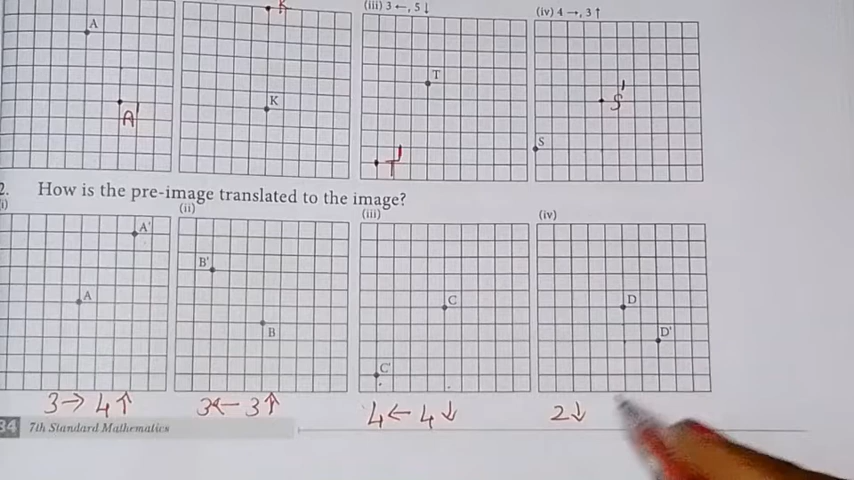 (iii) 3 ←, 5 ↓
(iv) 4 →, 3 ↑
A
A'
K
T
T'
S
S'
2. How is the pre-image translated to the image?
(i)
(ii)
(iii)
(iv)
A'
A
B'
B
C
C'
D
D'
3 → 4 ↑
3 ← 3 ↑
4 ← 4 ↓
2 ↓
34 7th Standard Mathematics